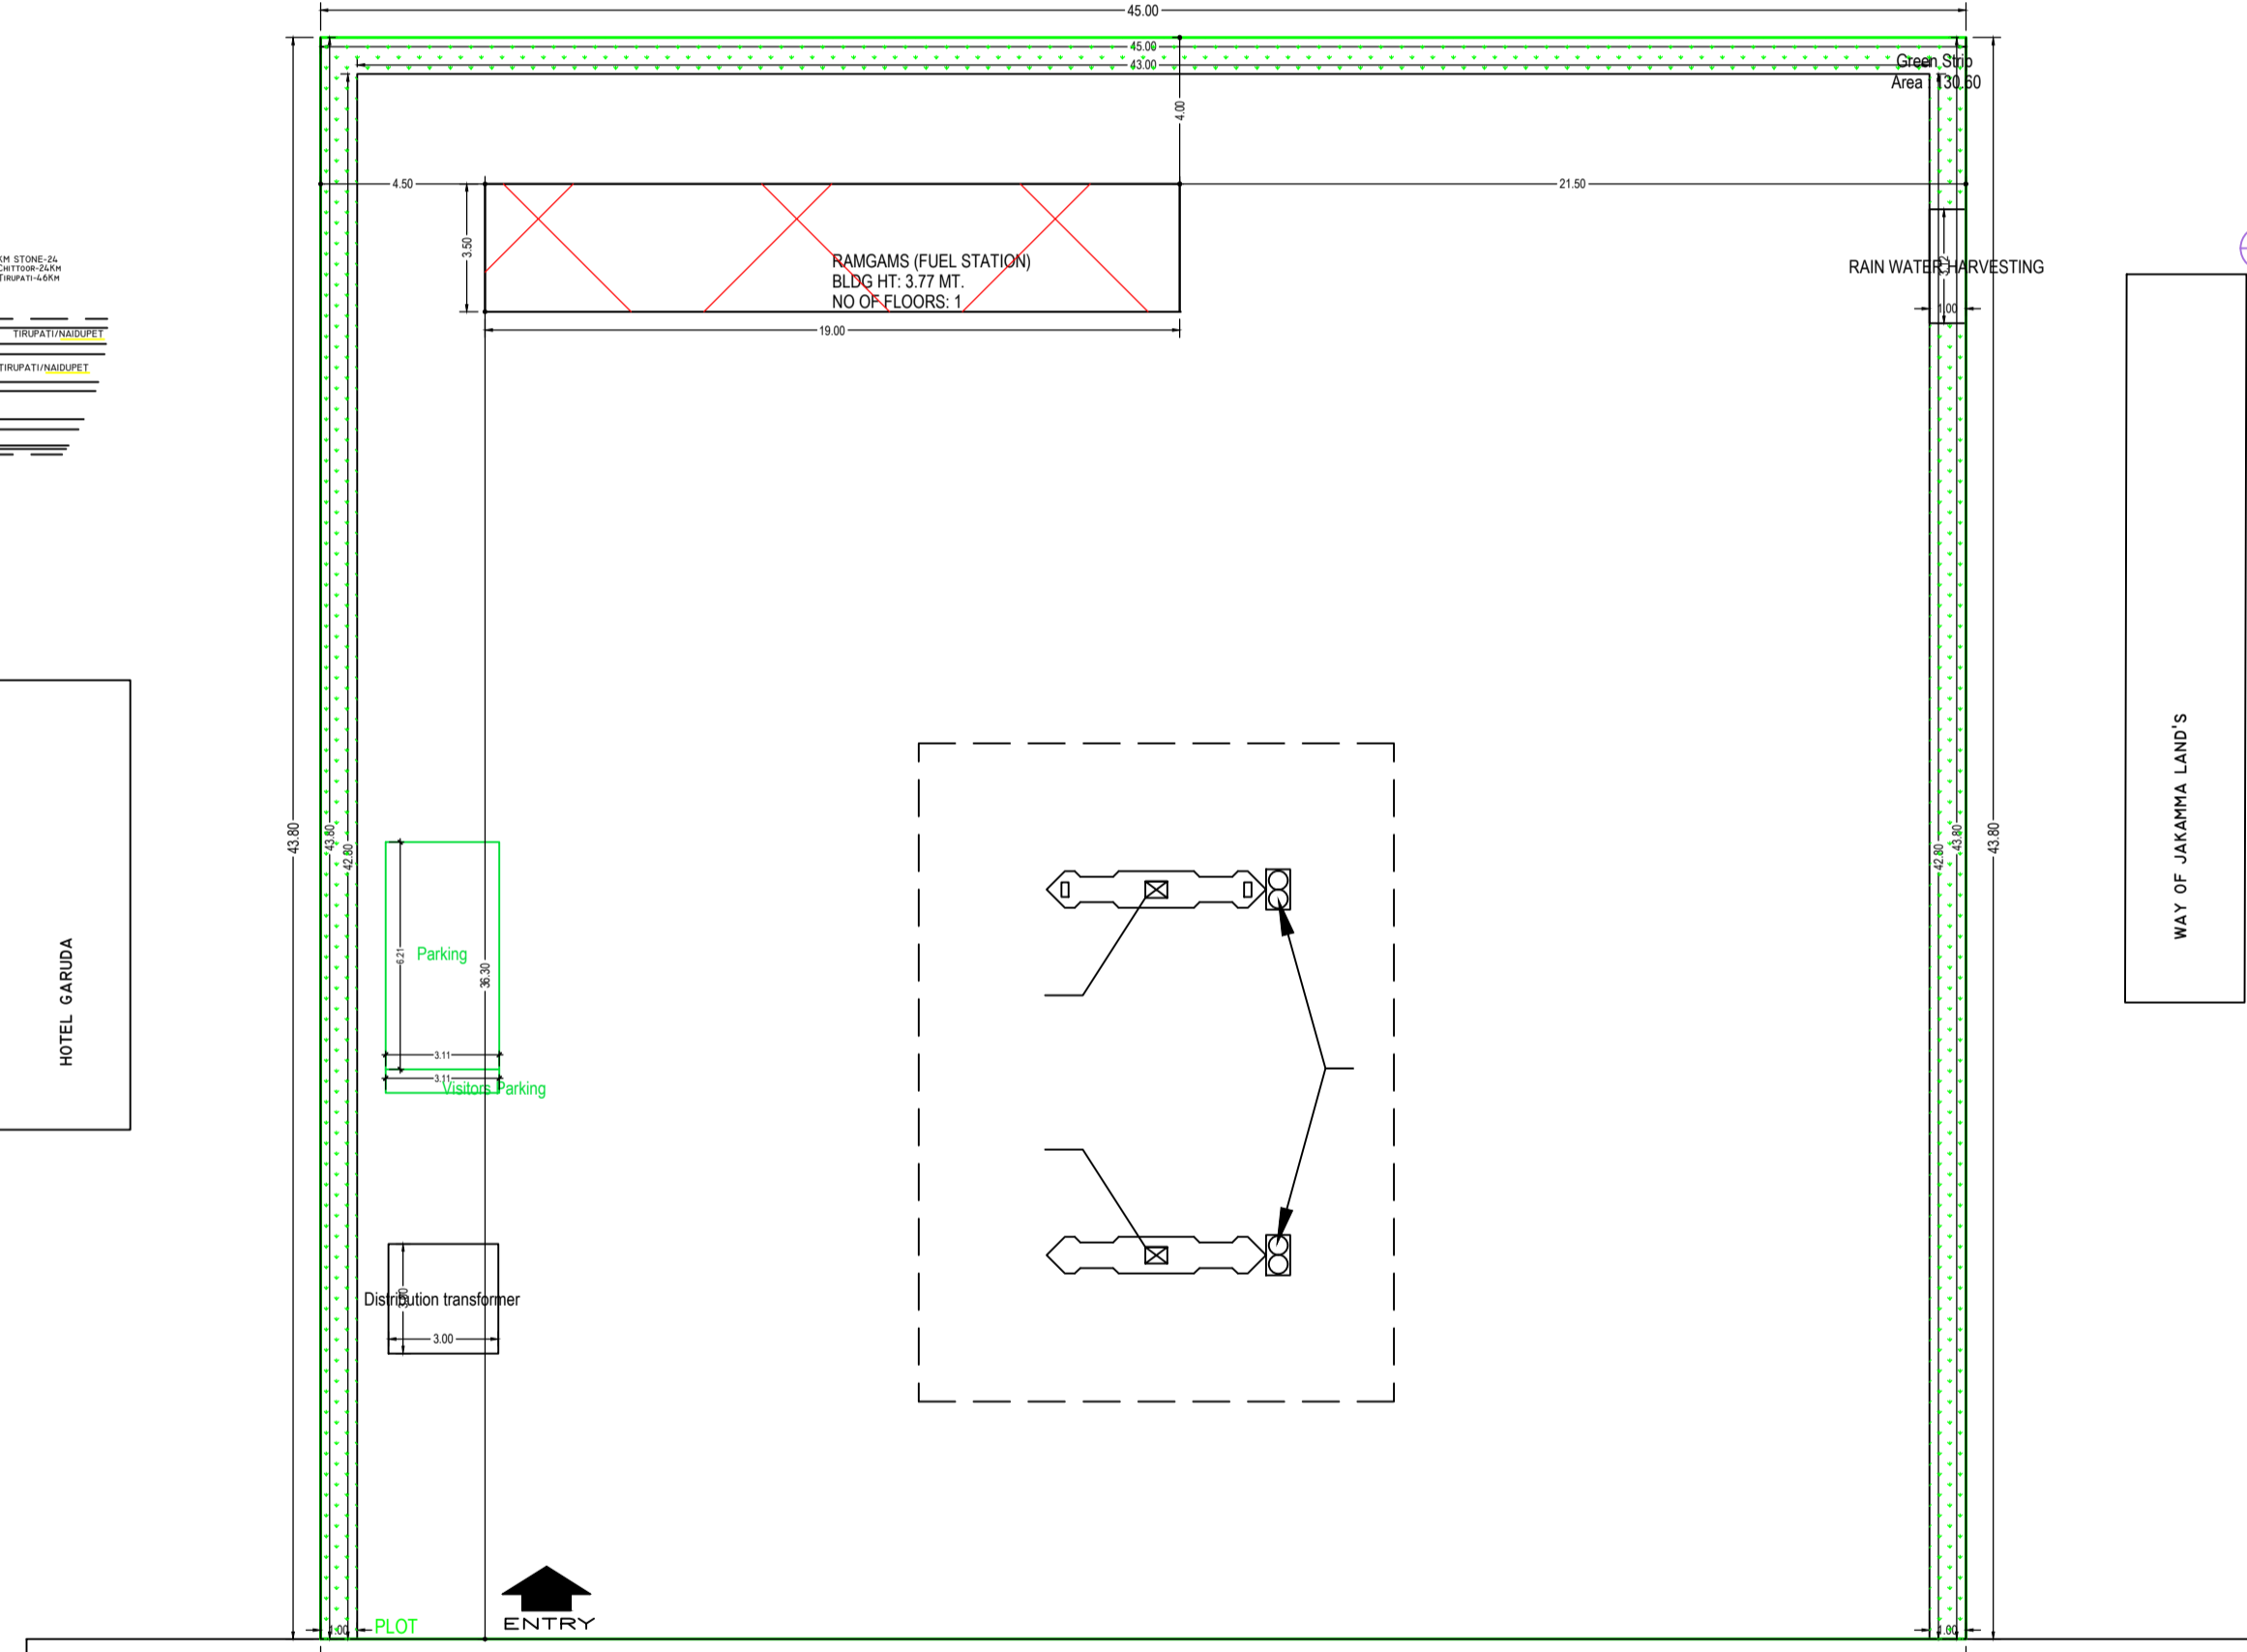 45.00
45.00
43.00
Green Strip
Area 130.60
4.00
4.50
21.50
3.50
KM STONE-24
CHITTOOR-24KM
TIRUPATI-46KM
RAMGAMS (FUEL STATION)
BLDG HT: 3.77 MT.
NO OF FLOORS: 1
RAIN WATER HARVESTING
3.12
1.00
19.00
TIRUPATI/NAIDUPET
TIRUPATI/NAIDUPET
43.80
43.80
42.80
42.80
43.80
43.80
WAY OF JAKAMMA LAND'S
HOTEL GARUDA
6.21
Parking
36.30
3.11
3.11
Visitors Parking
Distribution transformer
3.00
3.00
ENTRY
PLOT
1.00
1.00